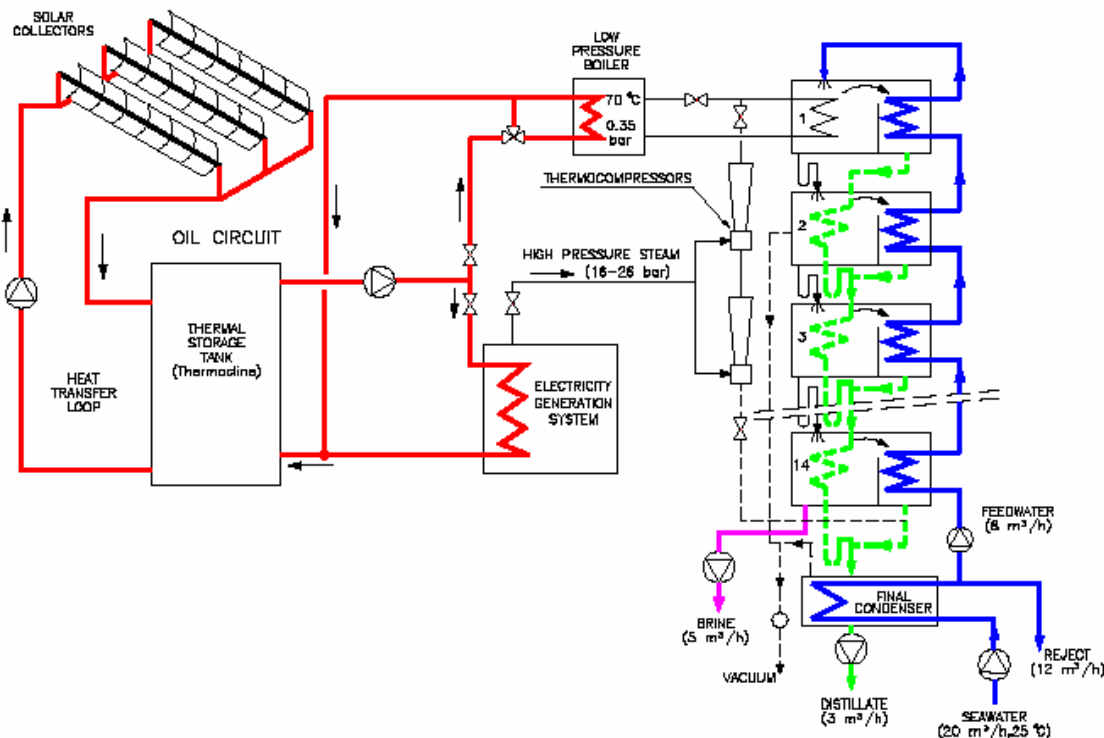 SOLAR
COLLECTORS
LOW
PRESSURE
BOILER
70 °C
0.35
bar
1
THERMOCOMPRESSORS
2
OIL CIRCUIT
HIGH PRESSURE STEAM
(16-26 bar)
THERMAL
STORAGE
TANK
(Thermocline)
3
HEAT
TRANSFER
LOOP
ELECTRICITY
GENERATION
SYSTEM
14
FEEDWATER
(8 m³/h)
FINAL
CONDENSER
BRINE
(5 m³/h)
REJECT
(12 m³/h)
VACUUM
DISTILLATE
(3 m³/h)
SEAWATER
(20 m³/h,25 °C)